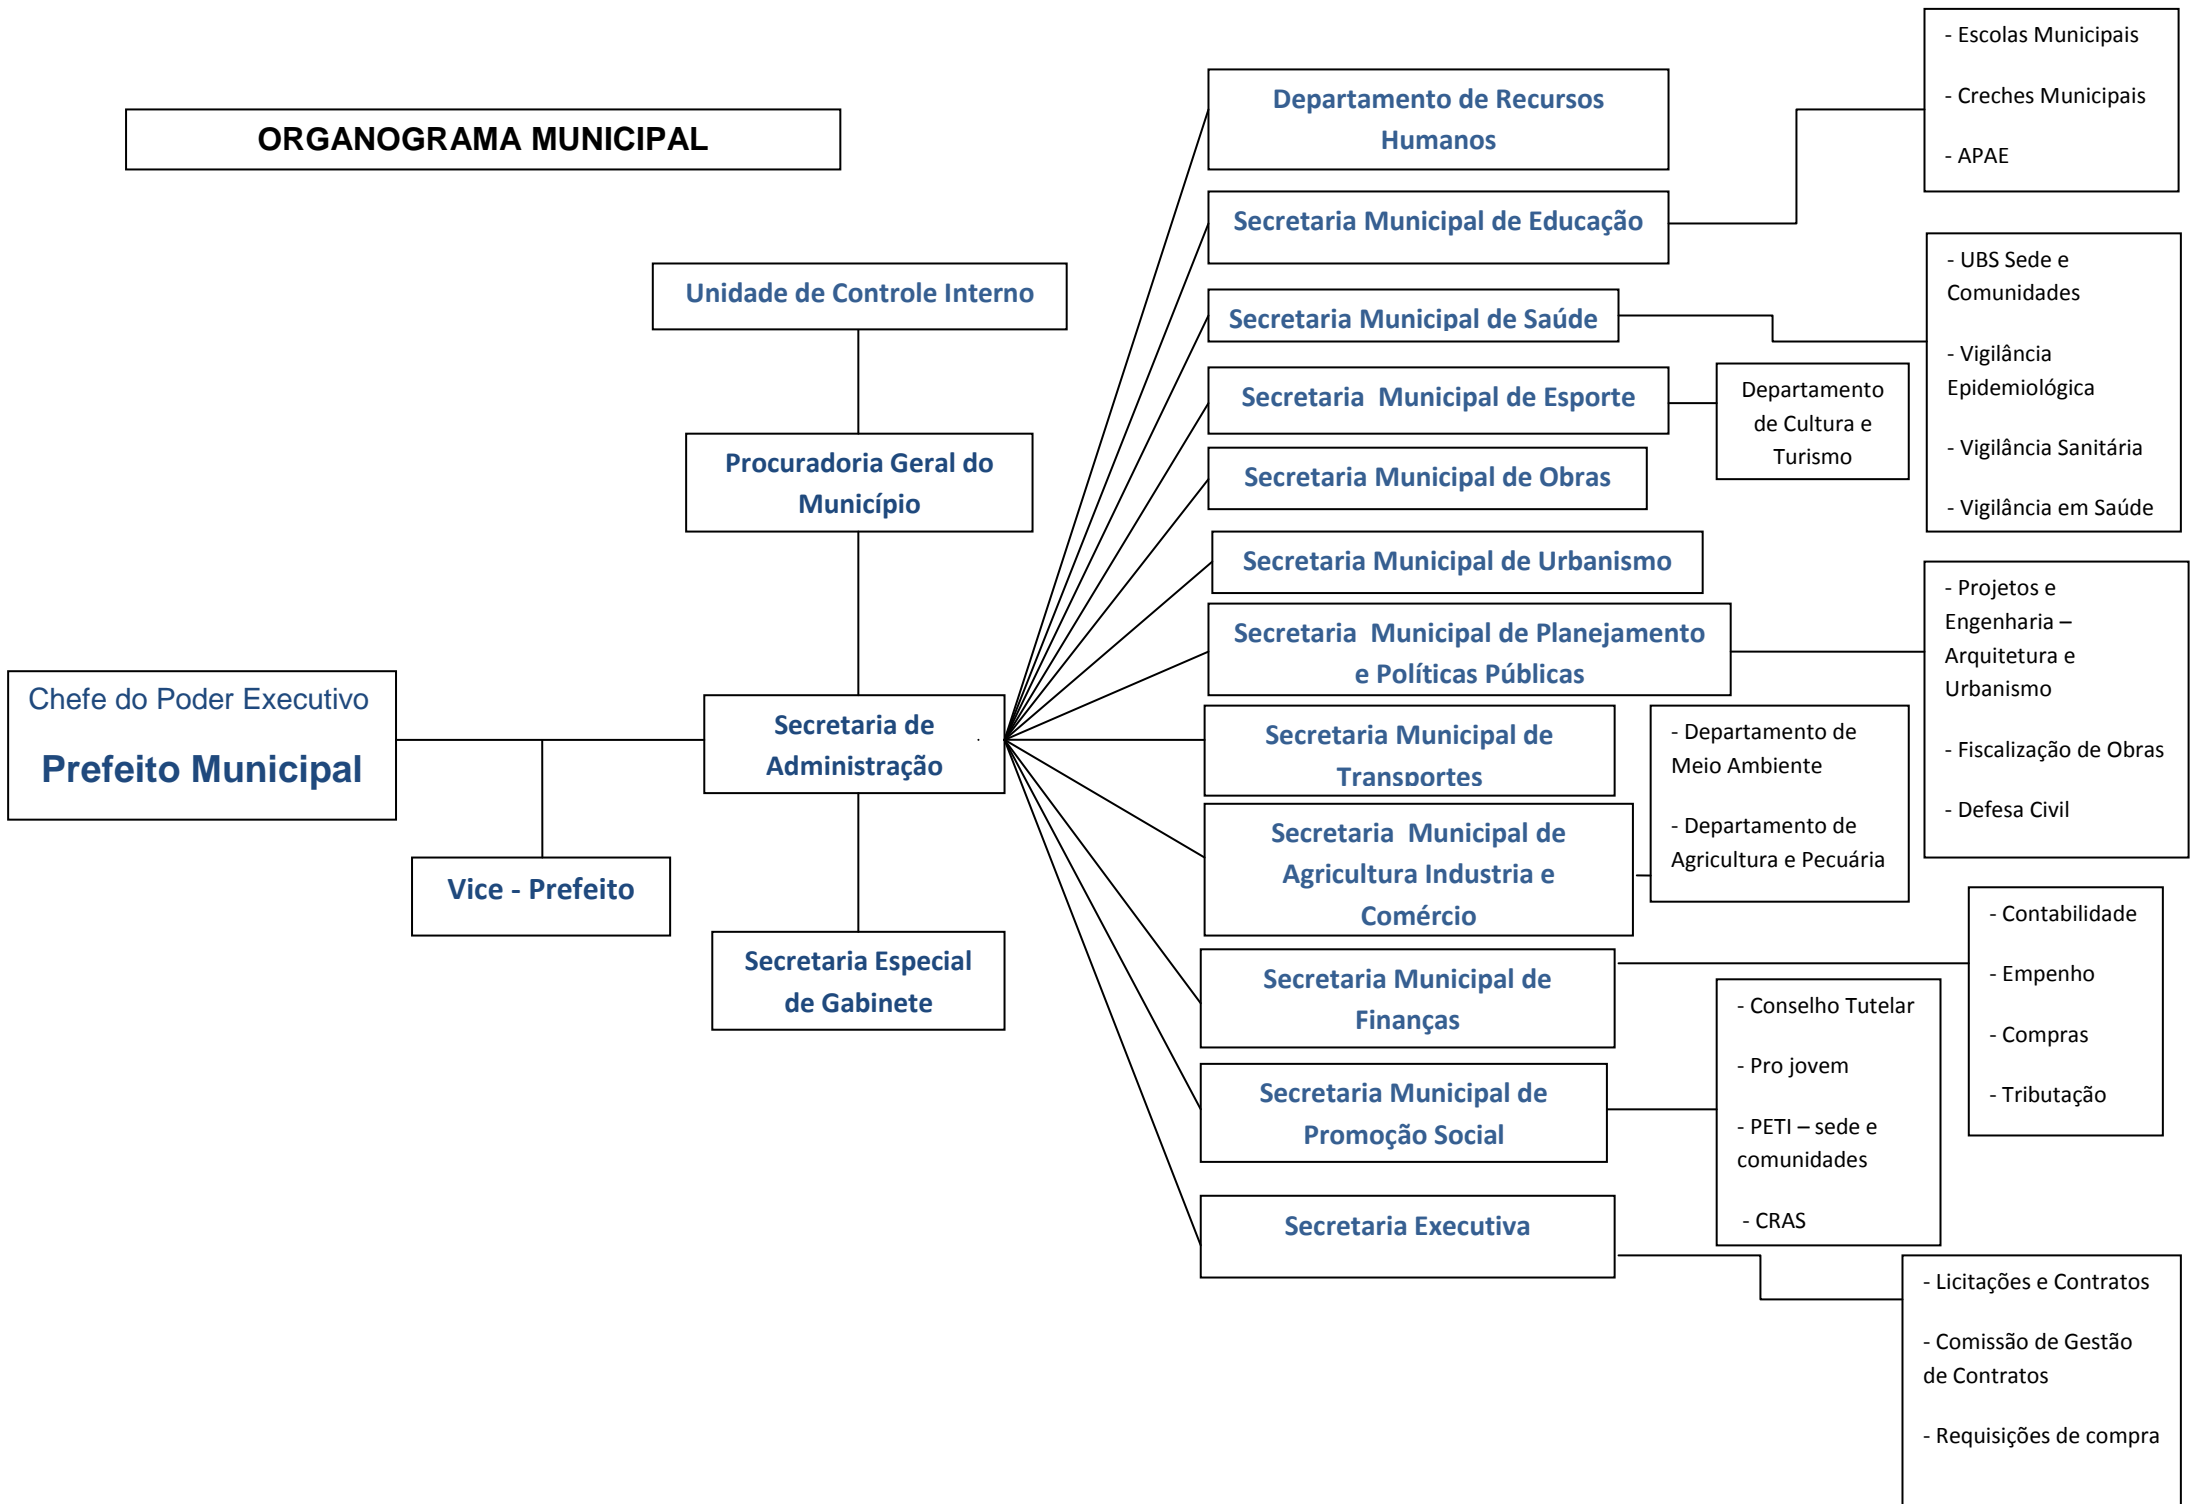 ORGANOGRAMA MUNICIPAL
Chefe do Poder Executivo
Prefeito Municipal
Vice - Prefeito
Unidade de Controle Interno
Procuradoria Geral do
Município
Secretaria de
Administração
Secretaria Especial
de Gabinete
Departamento de Recursos
Humanos
Secretaria Municipal de Educação
- Escolas Municipais
- Creches Municipais
- APAE
Secretaria Municipal de Saúde
- UBS Sede e
Comunidades
- Vigilância
Epidemiológica
- Vigilância Sanitária
- Vigilância em Saúde
Secretaria Municipal de Esporte
Departamento
de Cultura e
Turismo
Secretaria Municipal de Obras
Secretaria Municipal de Urbanismo
Secretaria Municipal de Planejamento
e Políticas Públicas
- Projetos e
Engenharia –
Arquitetura e
Urbanismo
- Fiscalização de Obras
- Defesa Civil
Secretaria Municipal de
Transportes
Secretaria Municipal de
Agricultura Industria e
Comércio
- Departamento de
Meio Ambiente
- Departamento de
Agricultura e Pecuária
Secretaria Municipal de
Finanças
- Contabilidade
- Empenho
- Compras
- Tributação
Secretaria Municipal de
Promoção Social
- Conselho Tutelar
- Pro jovem
- PETI – sede e
comunidades
- CRAS
Secretaria Executiva
- Licitações e Contratos
- Comissão de Gestão
de Contratos
- Requisições de compra